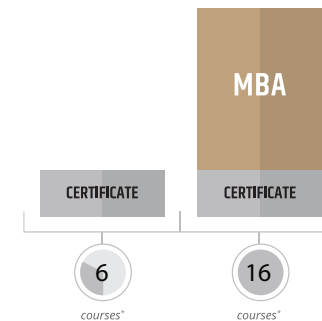 MBA
CERTIFICATE CERTIFICATE
6 16
courses* courses*